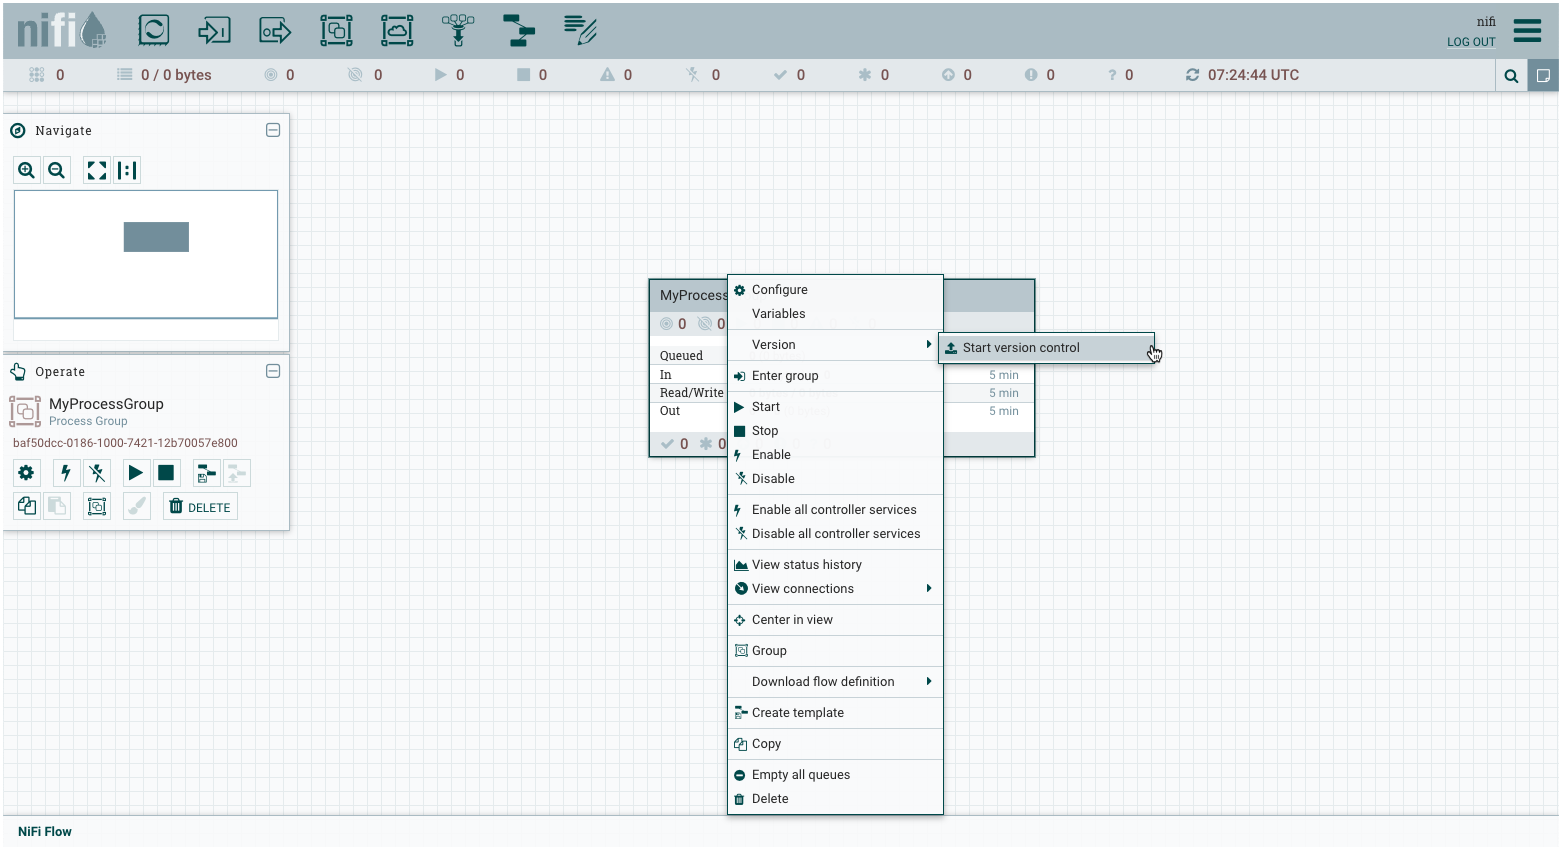 nifi
nifi
LOG OUT
0 0 / 0 bytes 0 0 0 0 0 0 0 0 0 0 ? 0 07:24:44 UTC
Navigate
Operate
MyProcessGroup
Process Group
baf50dcc-0186-1000-7421-12b70057e800
DELETE
MyProcess
0 0
Queued
In 5 min
Read/Write 5 min
Out 5 min
0 0
Configure
Variables
Version
Start version control
Enter group
Start
Stop
Enable
Disable
Enable all controller services
Disable all controller services
View status history
View connections
Center in view
Group
Download flow definition
Create template
Copy
Empty all queues
Delete
NiFi Flow